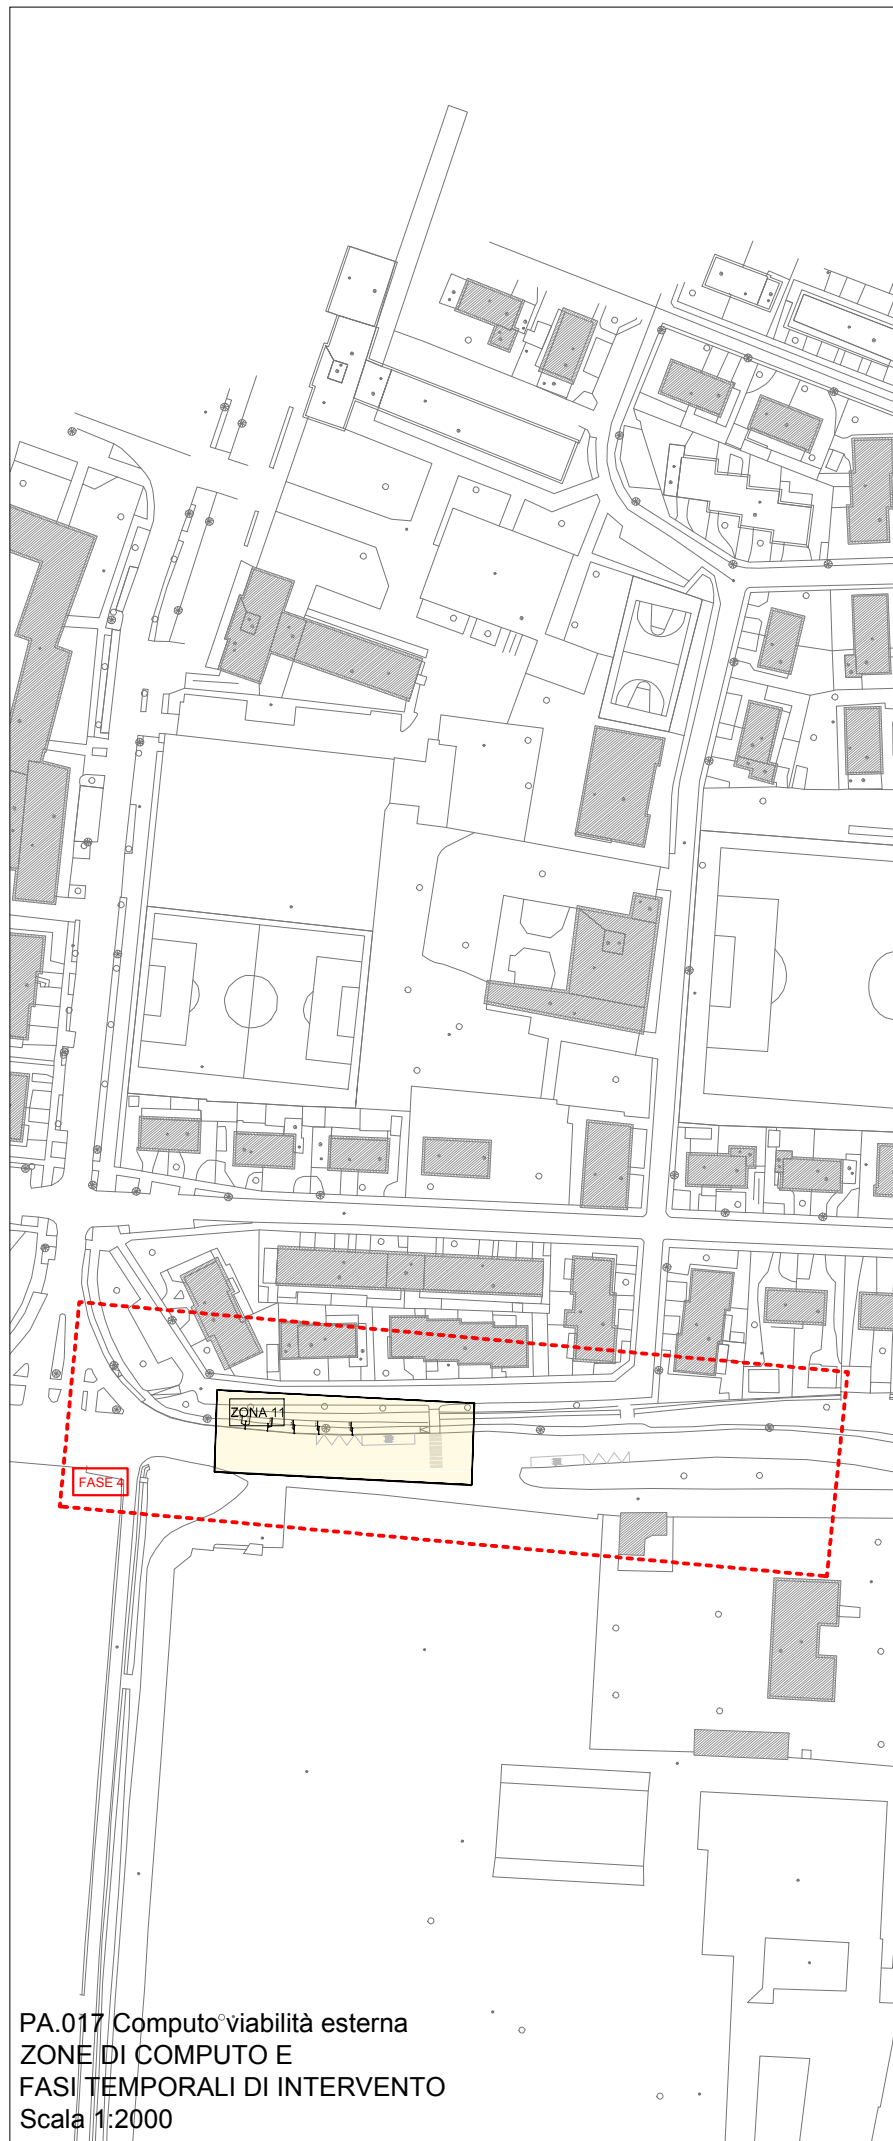 ZONA 11
FASE 4
PA.017 Computo viabilità esterna
ZONE DI COMPUTO E
FASI TEMPORALI DI INTERVENTO
Scala 1:2000